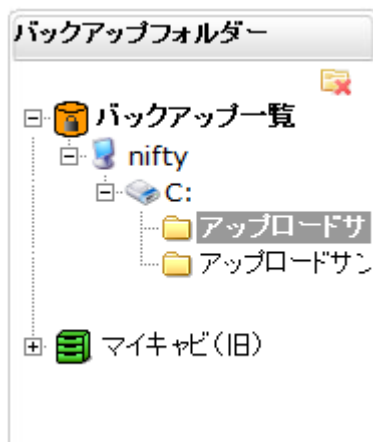 バックアップフォルダー
バックアップ一覧
nifty
C:
アップロードサ
アップロードサン
マイキャビ(旧)